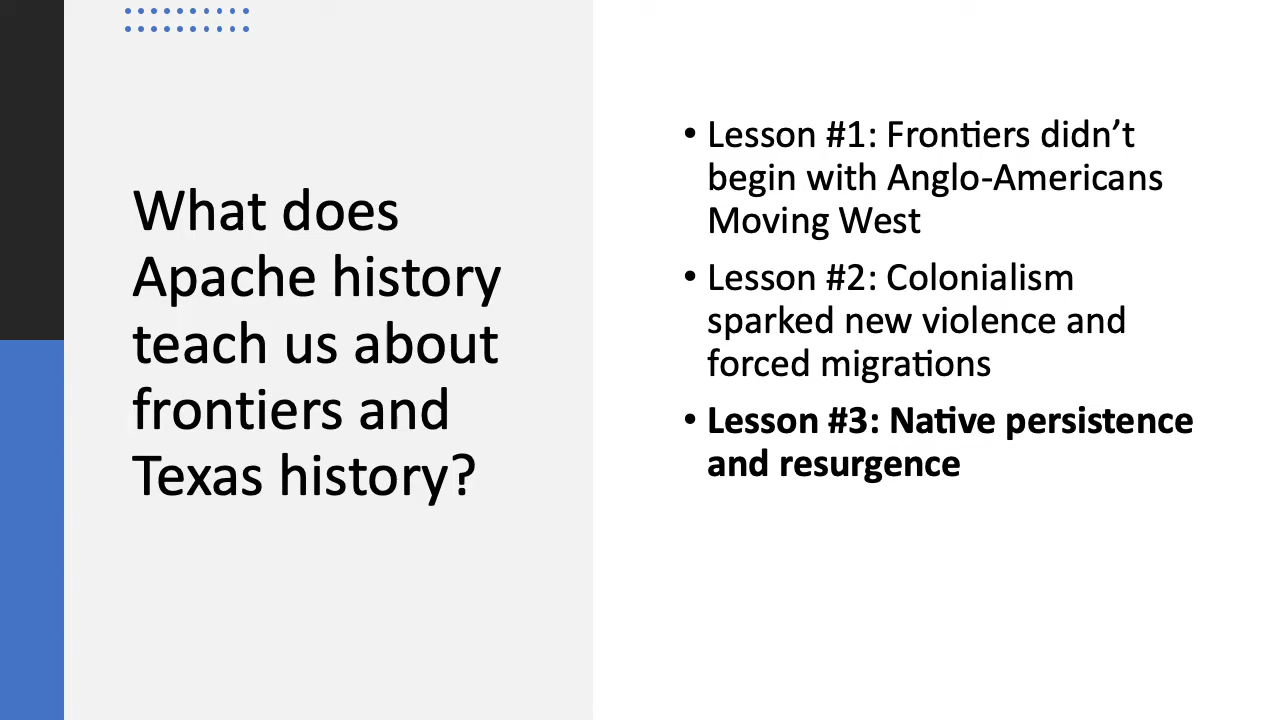 What does
Apache history
teach us about
frontiers and
Texas history?
• Lesson #1: Frontiers didn’t
begin with Anglo-Americans
Moving West
• Lesson #2: Colonialism
sparked new violence and
forced migrations
• Lesson #3: Native persistence
and resurgence